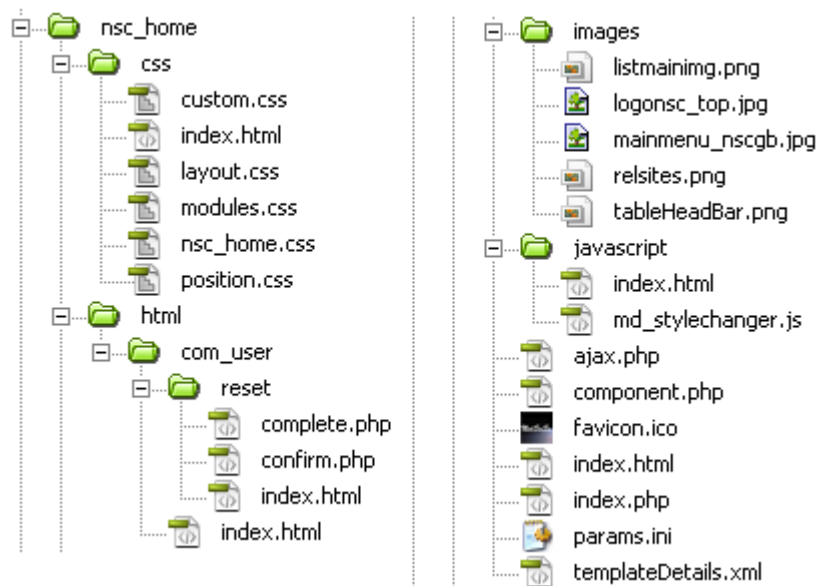 nsc_home
css
custom.css
index.html
layout.css
modules.css
nsc_home.css
position.css
html
com_user
reset
complete.php
confirm.php
index.html
index.html
images
listmainimg.png
logonsc_top.jpg
mainmenu_nscgb.jpg
relsites.png
tableHeadBar.png
javascript
index.html
md_stylechanger.js
ajax.php
component.php
favicon.ico
index.html
index.php
params.ini
templateDetails.xml